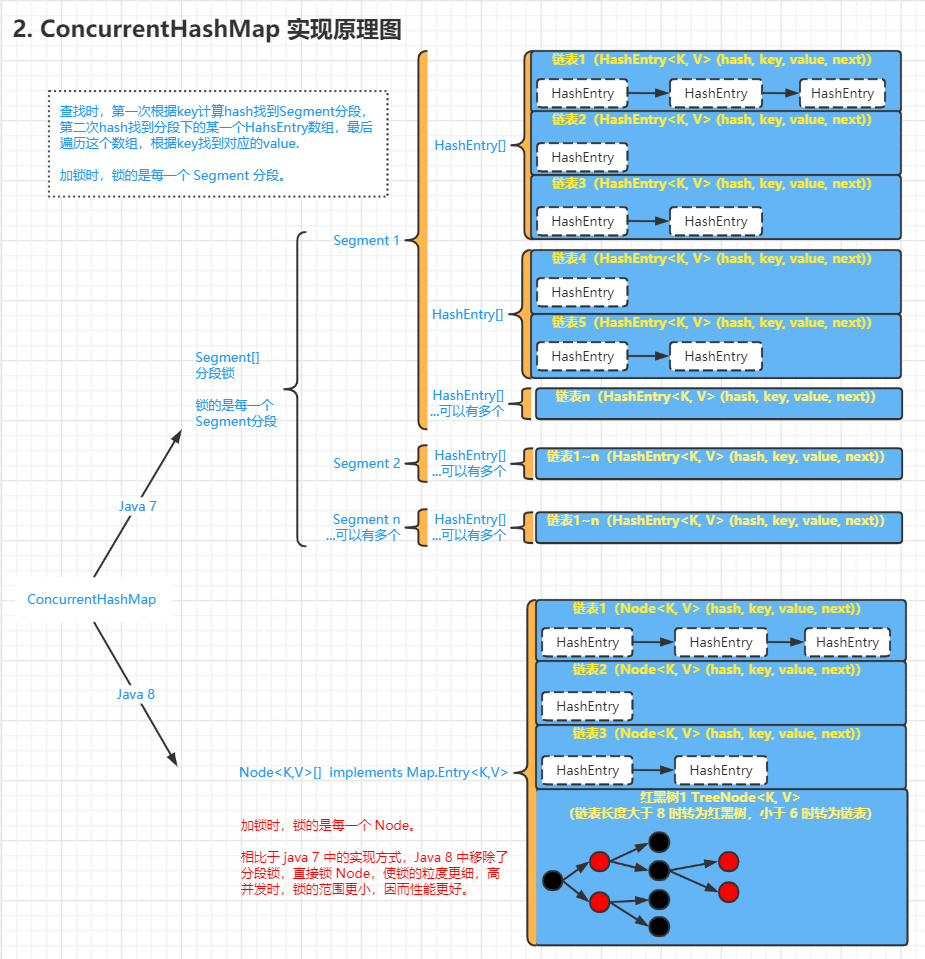 2. ConcurrentHashMap 实现原理图
查找时，第一次根据key计算hash找到Segment分段，
第二次hash找到分段下的某一个HahsEntry数组，最后
遍历这个数组，根据key找到对应的value.
加锁时，锁的是每一个 Segment 分段。
ConcurrentHashMap
Java 7
Segment[]
分段锁
锁的是每一个
Segment分段
Segment 1
HashEntry[]
链表1（HashEntry<K, V> (hash, key, value, next)）
HashEntry
HashEntry
HashEntry
链表2（HashEntry<K, V> (hash, key, value, next)）
HashEntry
链表3（HashEntry<K, V> (hash, key, value, next)）
HashEntry
HashEntry
HashEntry[]
链表4（HashEntry<K, V> (hash, key, value, next)）
HashEntry
链表5（HashEntry<K, V> (hash, key, value, next)）
HashEntry
HashEntry
HashEntry[]
...可以有多个
链表n（HashEntry<K, V> (hash, key, value, next)）
Segment 2
HashEntry[]
...可以有多个
链表1~n（HashEntry<K, V> (hash, key, value, next)）
Segment n
...可以有多个
HashEntry[]
...可以有多个
链表1~n（HashEntry<K, V> (hash, key, value, next)）
Java 8
Node<K,V>[] implements Map.Entry<K,V>
加锁时，锁的是每一个 Node。
相比于 java 7 中的实现方式，Java 8 中移除了
分段锁，直接锁 Node，使锁的粒度更细，高
并发时，锁的范围更小，因而性能更好。
链表1（Node<K, V> (hash, key, value, next)）
HashEntry
HashEntry
HashEntry
链表2（Node<K, V> (hash, key, value, next)）
HashEntry
链表3（Node<K, V> (hash, key, value, next)）
HashEntry
HashEntry
红黑树1 TreeNode<K, V>
(链表长度大于 8 时转为红黑树，小于 6 时转为链表)